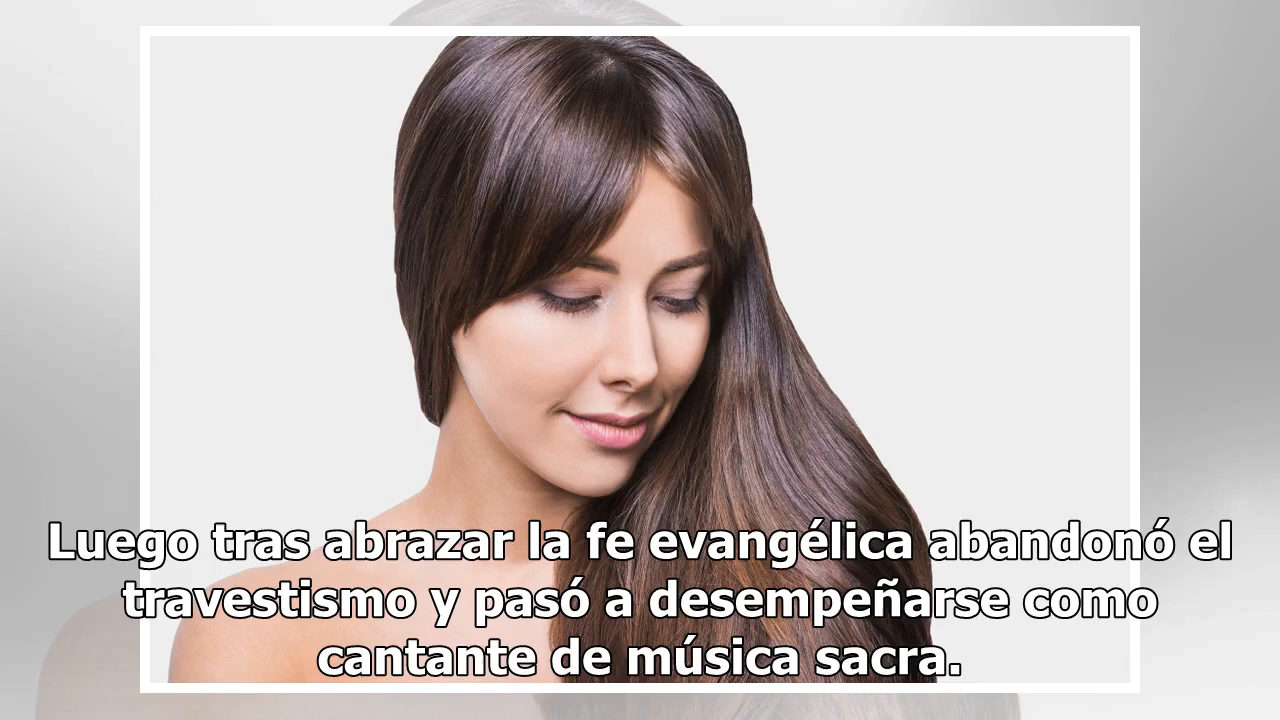 Luego tras abrazar la fe evangélica abandonó el
travestismo y pasó a desempeñarse como
cantante de música sacra.